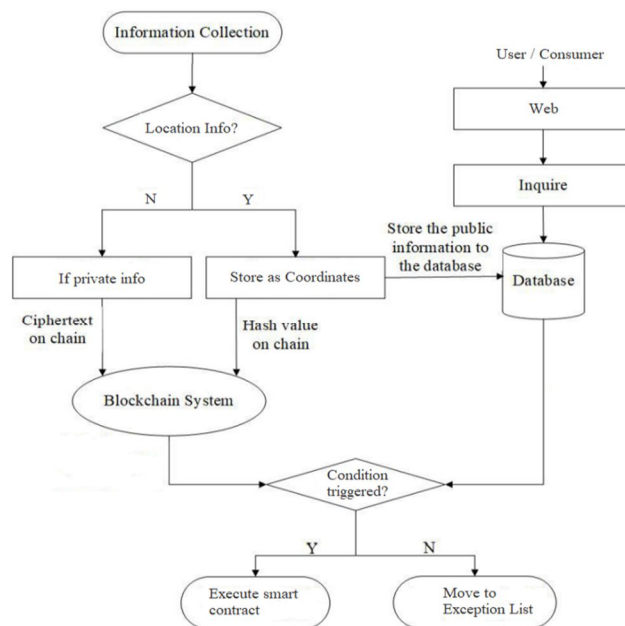 Information Collection
User / Consumer
Web
Location Info?
Inquire
N
Y
Store the public
information to
the database
If private info
Store as Coordinates
Database
Ciphertext
on chain
Hash value
on chain
Blockchain System
Condition
triggered?
Y
N
Execute smart
contract
Move to
Exception List